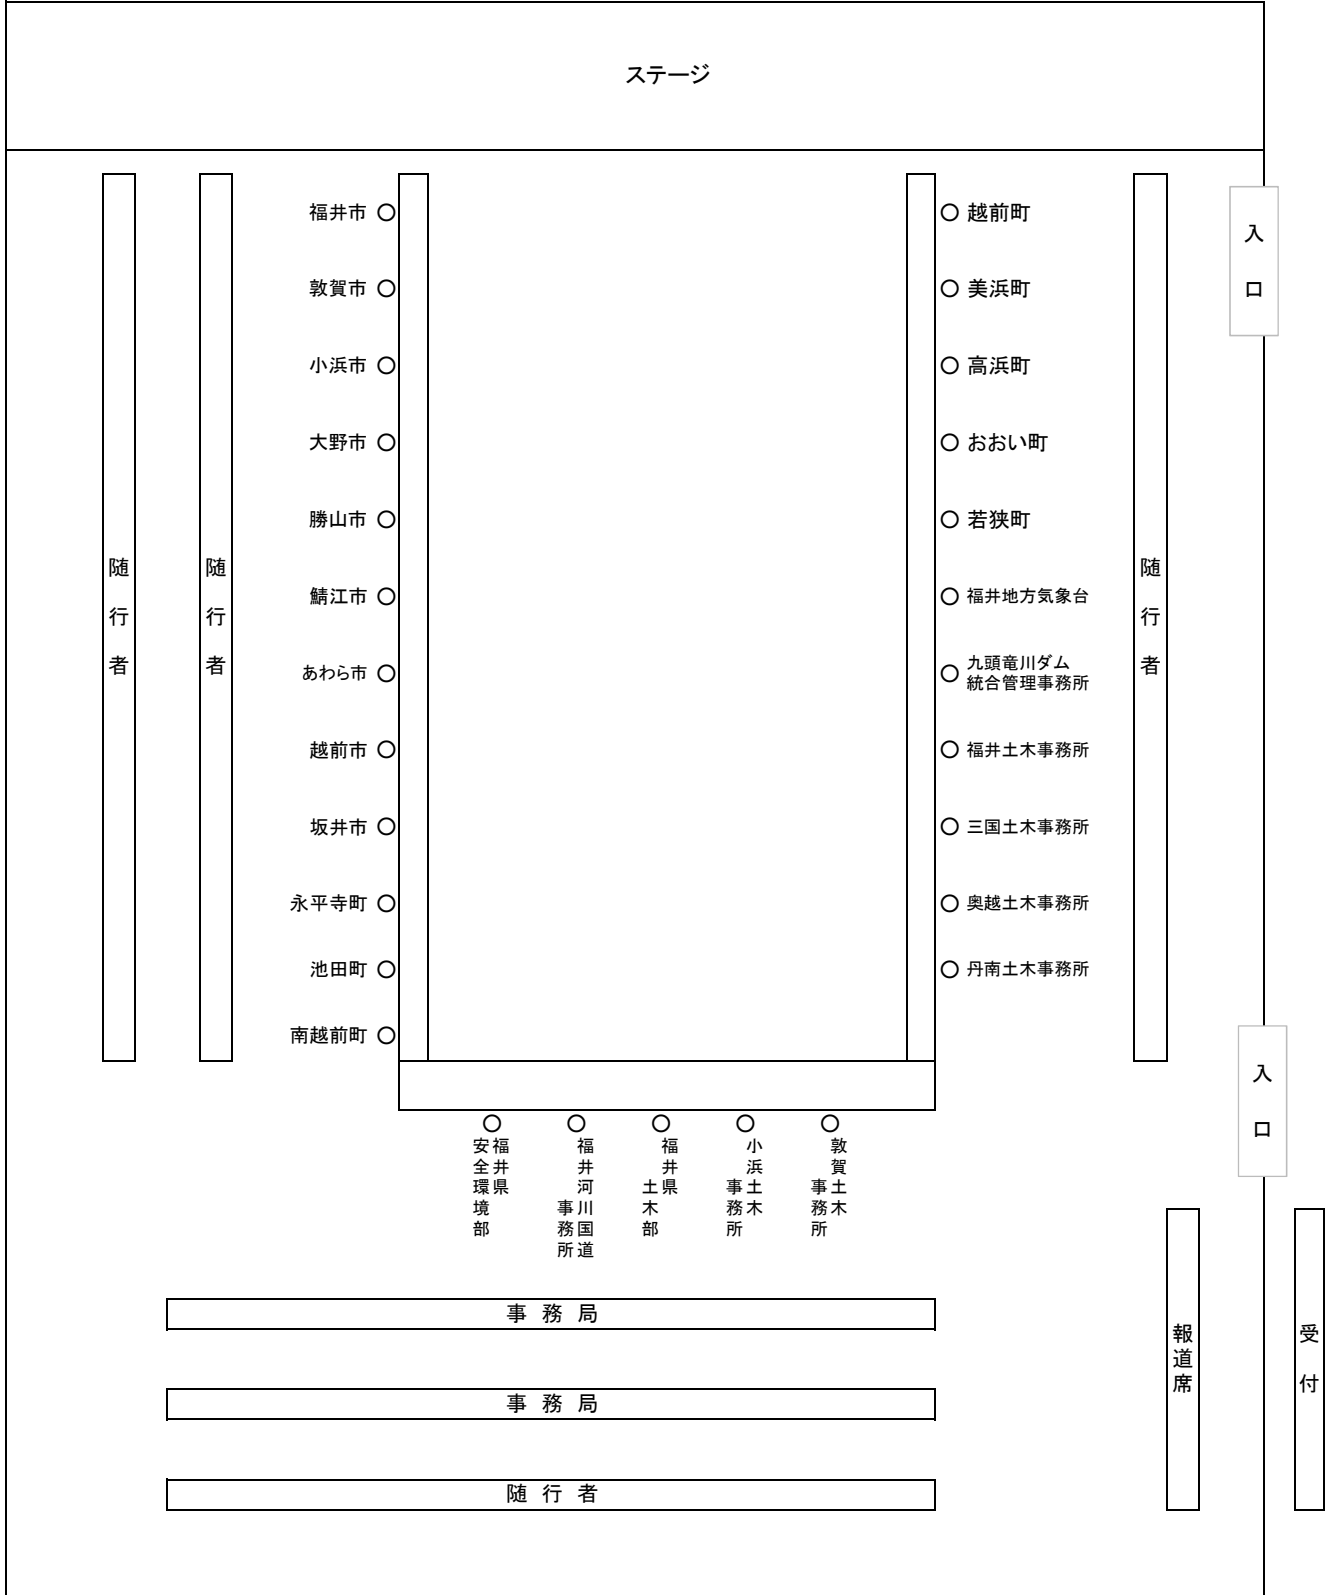 ステージ
福井市
敦賀市
小浜市
大野市
勝山市
鯖江市
あわら市
越前市
坂井市
永平寺町
池田町
南越前町
越前町
美浜町
高浜町
おおい町
若狭町
福井地方気象台
九頭竜川ダム
統合管理事務所
福井土木事務所
三国土木事務所
奥越土木事務所
丹南土木事務所
随行者
随行者
随行者
入口
入口
福井県
安全環境部
福井河川国道
事務所
福井県
土木部
小浜土木
事務所
敦賀土木
事務所
事務局
事務局
随行者
報道席
受付